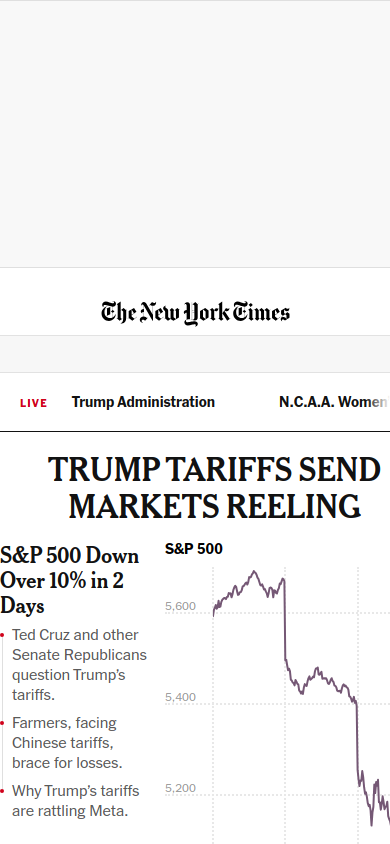 The New York Times
LIVE
Trump Administration
N.C.A.A. Women
TRUMP TARIFFS SEND
MARKETS REELING
S&P 500 Down
Over 10% in 2
Days
Ted Cruz and other
Senate Republicans
question Trump's
tariffs.
Farmers, facing
Chinese tariffs,
brace for losses.
Why Trump's tariffs
are rattling Meta.
S&P 500
5,600
5,400
5,200